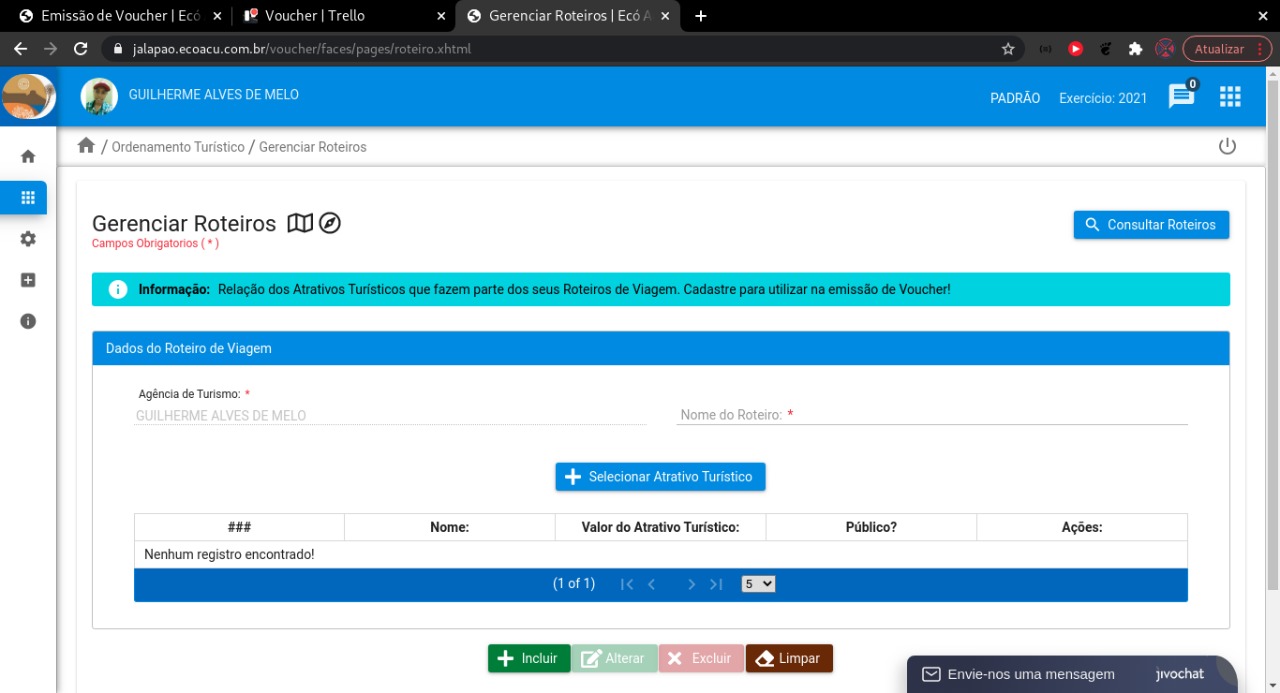 Emissão de Voucher | Ecó
Voucher | Trello
Gerenciar Roteiros | Ecó A
jalapao.ecoacu.com.br/voucher/faces/pages/roteiro.xhtml
Atualizar
GUILHERME ALVES DE MELO
PADRÃO
Exercício: 2021
0
/ Ordenamento Turístico / Gerenciar Roteiros
Gerenciar Roteiros
Campos Obrigatorios ( * )
Consultar Roteiros
Informação: Relação dos Atrativos Turísticos que fazem parte dos seus Roteiros de Viagem. Cadastre para utilizar na emissão de Voucher!
Dados do Roteiro de Viagem
Agência de Turismo: *
GUILHERME ALVES DE MELO
Nome do Roteiro: *
Selecionar Atrativo Turístico
### Nome: Valor do Atrativo Turístico: Público? Ações:
Nenhum registro encontrado!
(1 of 1) 5
Incluir Alterar Excluir Limpar
Envie-nos uma mensagem jivochat